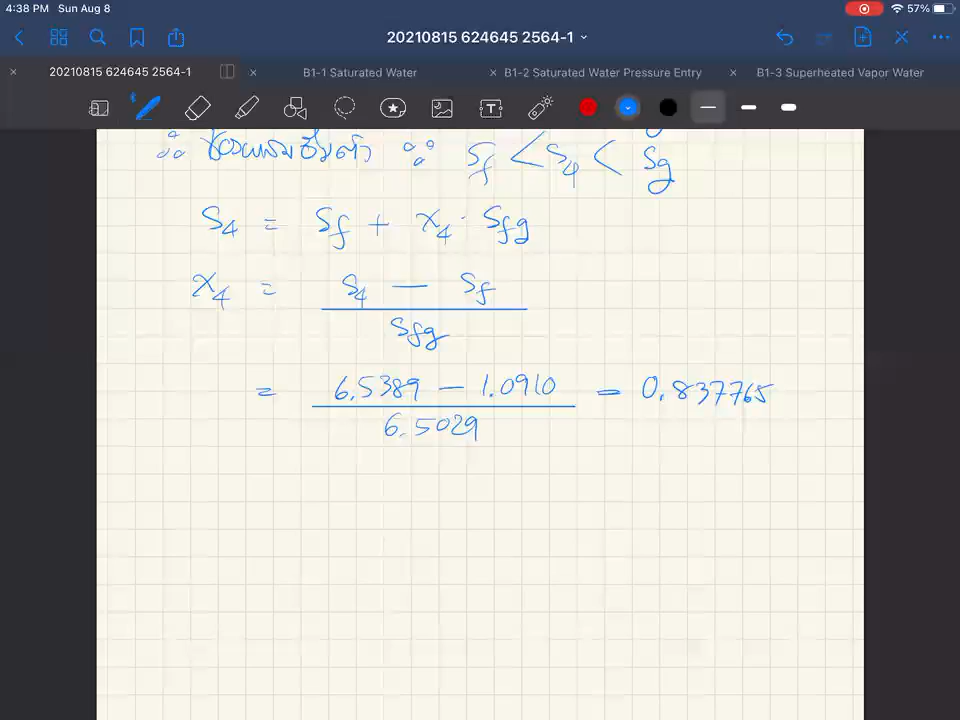 4:38 PM Sun Aug 8 57%
20210815 624645 2564-1
20210815 624645 2564-1 B1-1 Saturated Water B1-2 Saturated Water Pressure Entry B1-3 Superheated Vapor Water
∴ ∵ Sf < S4 < Sg
S4 = Sf + x4 · Sfg
x4 = S4 — Sf
Sfg
= 6.5389 — 1.0910 = 0.837765
6.5029